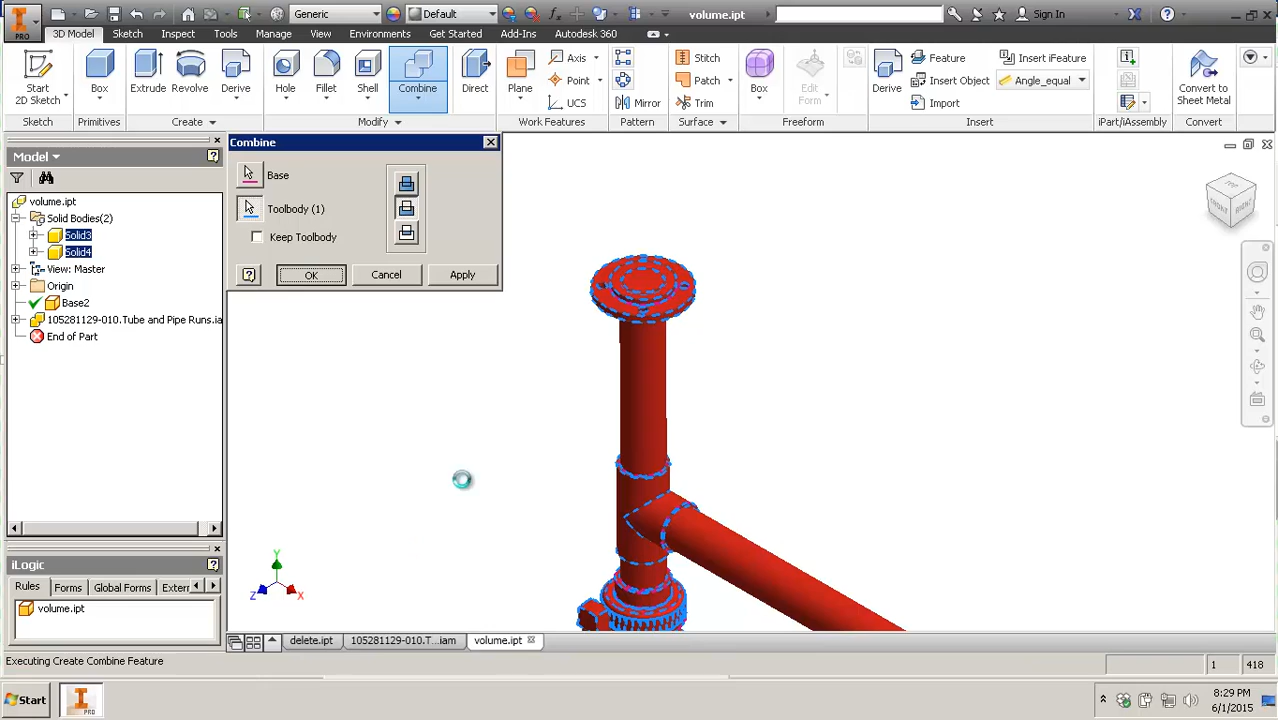 Generic
Default
volume.ipt
Sign In
PRO
3D Model
Sketch
Inspect
Tools
Manage
View
Environments
Get Started
Add-Ins
Autodesk 360
Start
2D Sketch
Box
Extrude
Revolve
Derive
Hole
Fillet
Shell
Combine
Direct
Plane
Axis
Point
UCS
Mirror
Stitch
Patch
Trim
Box
Edit
Form
Derive
Feature
Insert Object
Import
Insert iFeature
Angle_equal
Convert to
Sheet Metal
Sketch
Primitives
Create
Modify
Work Features
Pattern
Surface
Freeform
Insert
iPart/iAssembly
Convert
Model
volume.ipt
Solid Bodies(2)
Solid3
Solid4
View: Master
Origin
Base2
105281129-010.Tube and Pipe Runs.ia
End of Part
Combine
Base
Toolbody (1)
Keep Toolbody
OK
Cancel
Apply
TOP
FRONT
RIGHT
Y
Z
X
iLogic
Rules
Forms
Global Forms
Extern
volume.ipt
delete.ipt
105281129-010.T...iam
volume.ipt
Executing Create Combine Feature
1
418
Start
PRO
8:29 PM
6/1/2015